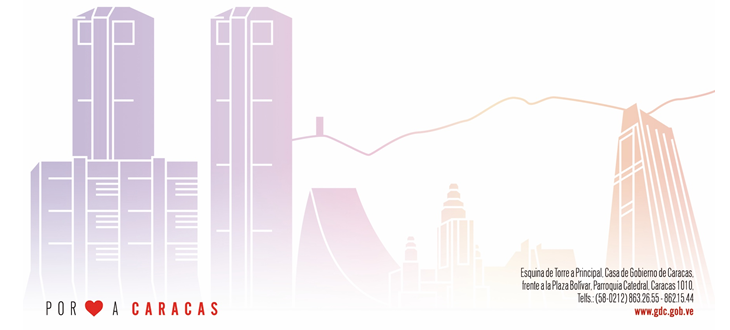 POR ❤ A CARACAS
Esquina de Torre a Principal, Casa de Gobierno de Caracas,
frente a la Plaza Bolívar, Parroquia Catedral. Caracas 1010,
Telfs.: (58-0212) 863.26.55 - 862.15.44
www.gdc.gob.ve